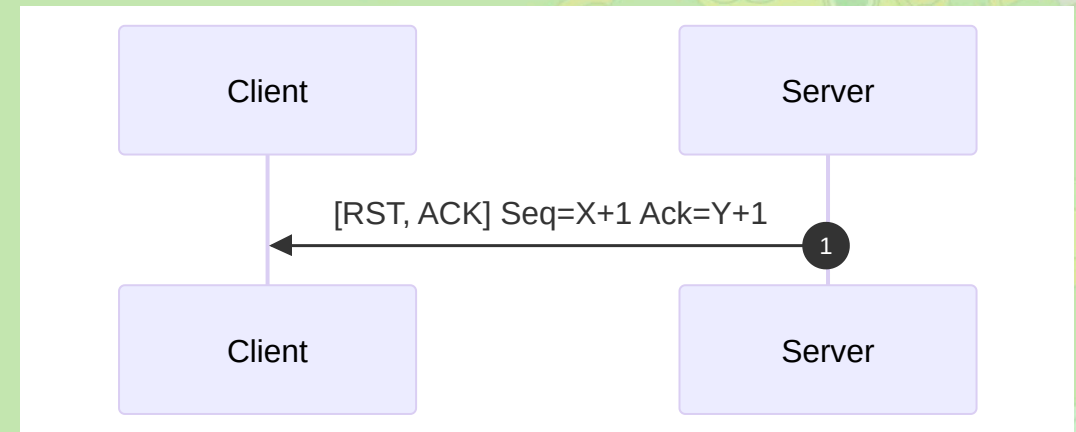 Client
Server
[RST, ACK] Seq=X+1 Ack=Y+1
1
Client
Server